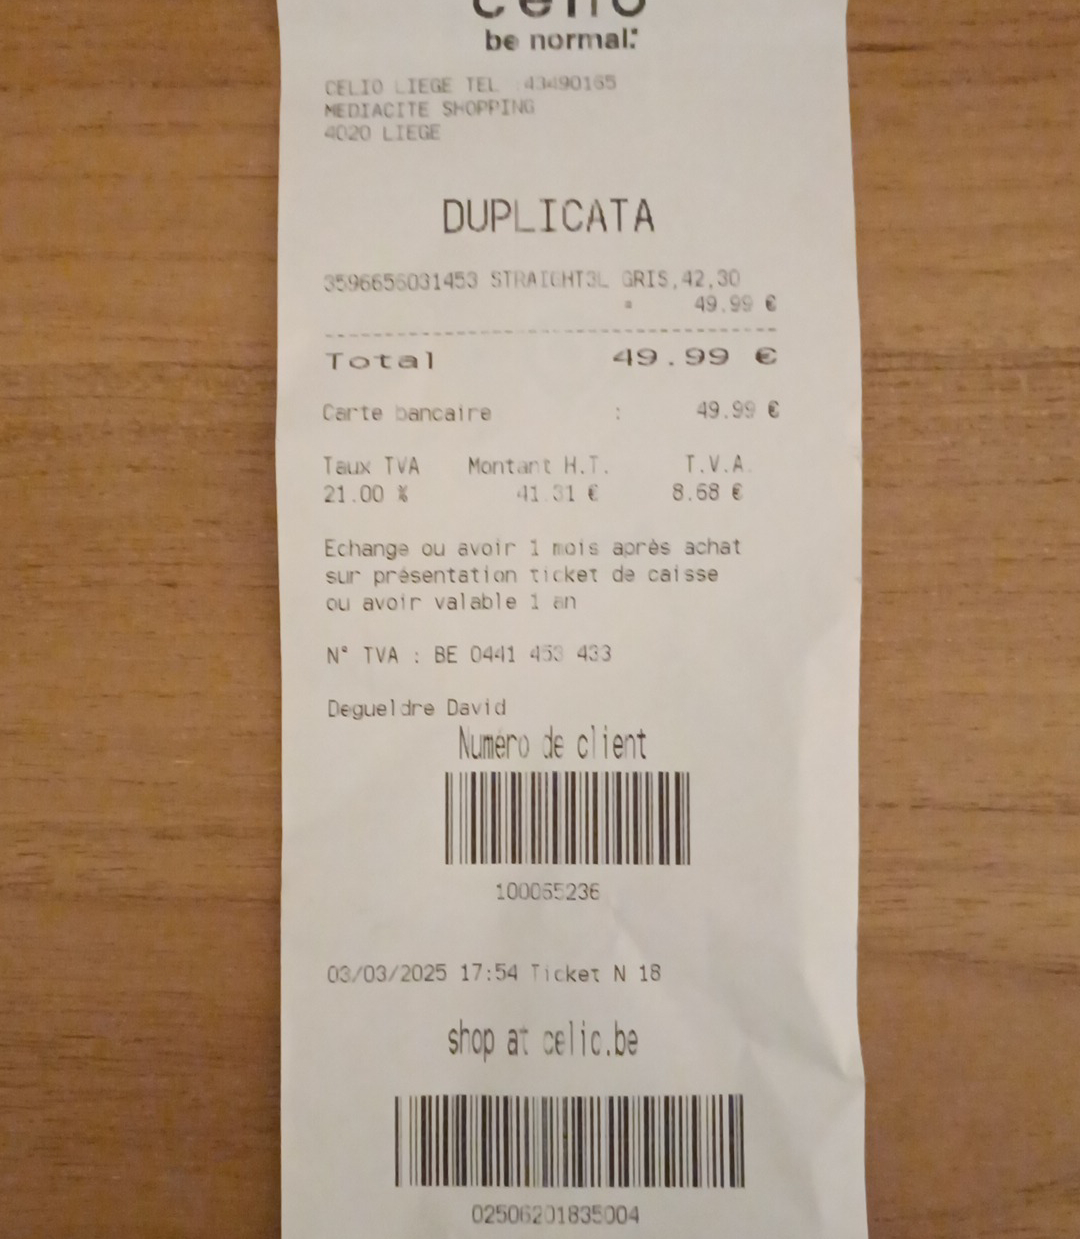 celio
be normal:
CELIO LIEGE TEL :43490165
MEDIACITE SHOPPING
4020 LIEGE
DUPLICATA
3596656031453 STRAIGHT3L GRIS,42,30
49.99 €
Total 49.99 €
Carte bancaire : 49.99 €
Taux TVA Montant H.T. T.V.A.
21.00 % 41.31 € 8.68 €
Echange ou avoir 1 mois après achat
sur présentation ticket de caisse
ou avoir valable 1 an
N° TVA : BE 0441 453 433
Degueldre David
Numéro de client
100065236
03/03/2025 17:54 Ticket N 18
shop at celio.be
02506201835004